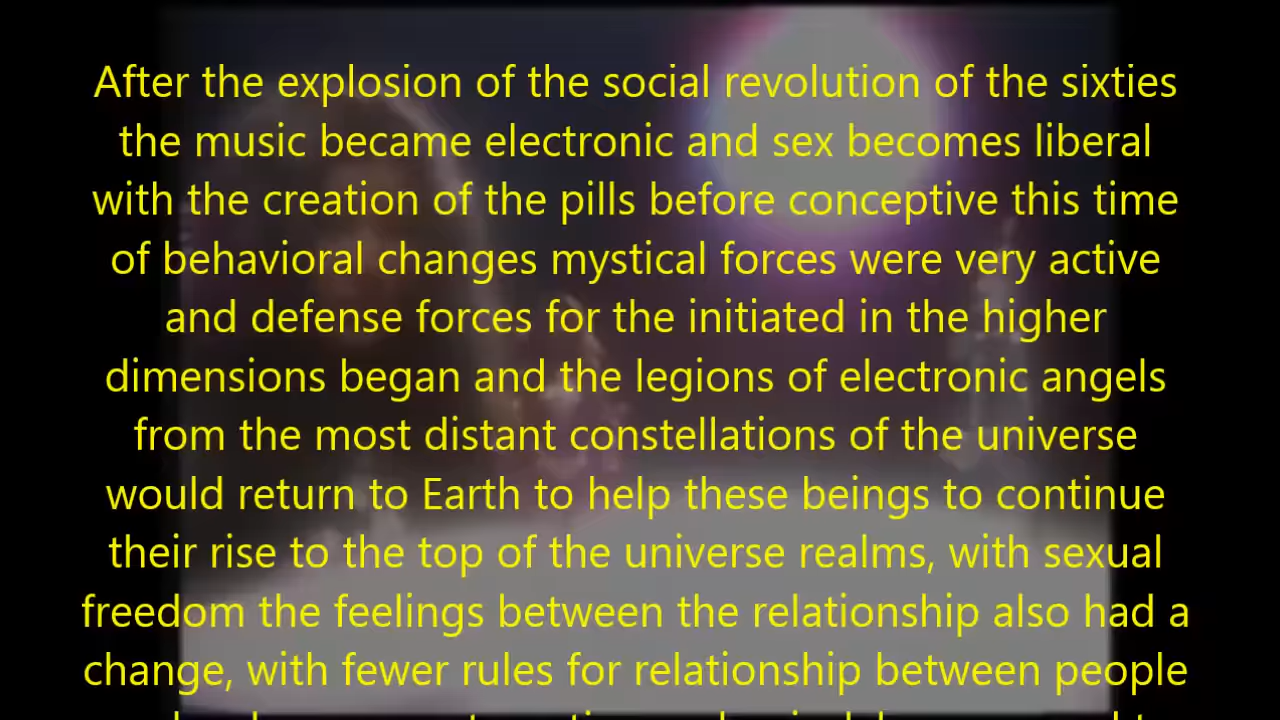 After the explosion of the social revolution of the sixties
the music became electronic and sex becomes liberal
with the creation of the pills before conceptive this time
of behavioral changes mystical forces were very active
and defense forces for the initiated in the higher
dimensions began and the legions of electronic angels
from the most distant constellations of the universe
would return to Earth to help these beings to continue
their rise to the top of the universe realms, with sexual
freedom the feelings between the relationship also had a
change, with fewer rules for relationship between people